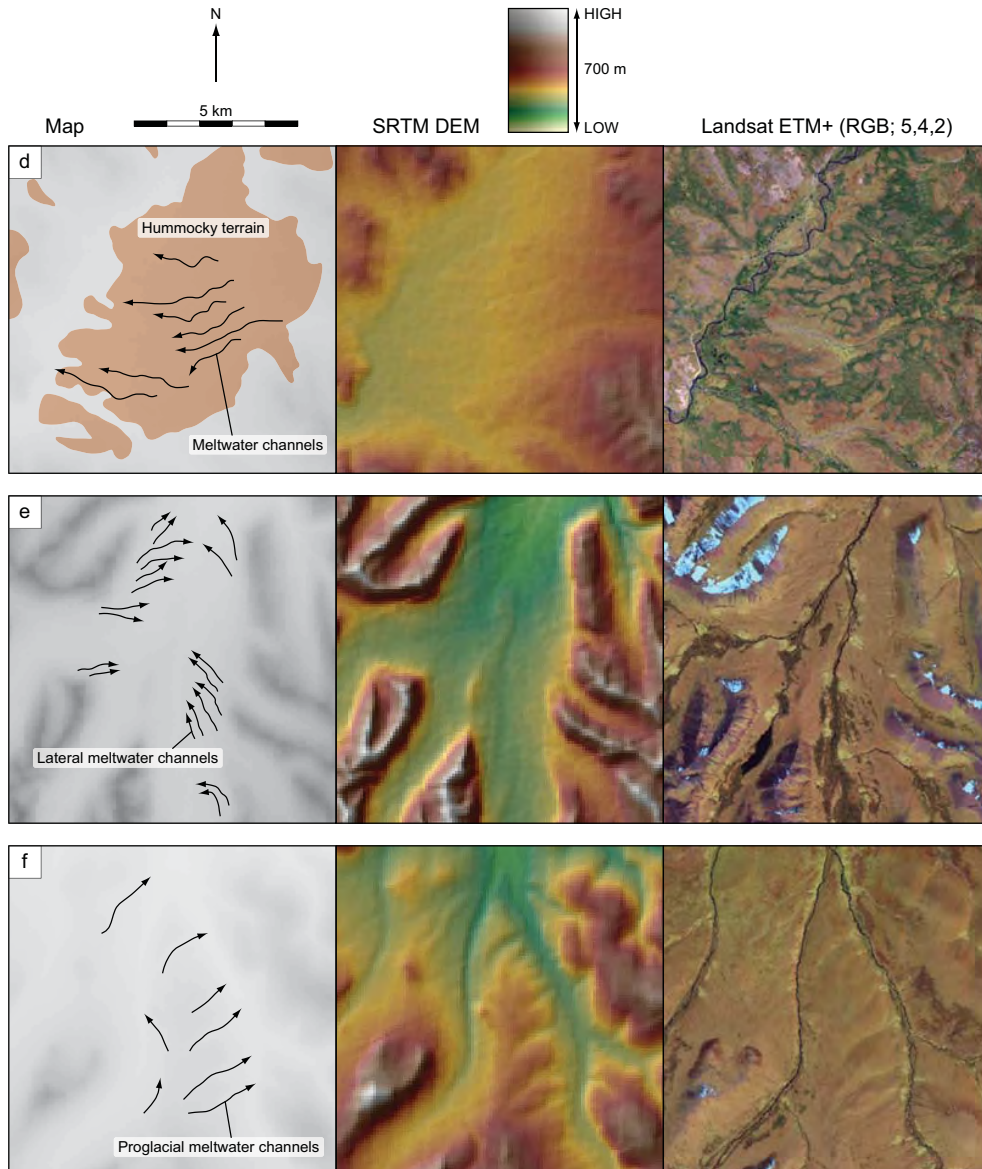 N
HIGH
700 m
LOW
5 km
Map
SRTM DEM
Landsat ETM+ (RGB; 5,4,2)
d
Hummocky terrain
Meltwater channels
e
Lateral meltwater channels
f
Proglacial meltwater channels